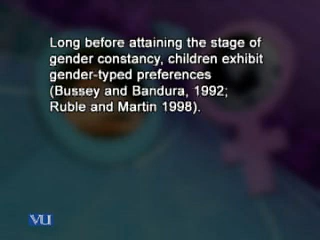 Long before attaining the stage of
gender constancy, children exhibit
gender-typed preferences
(Bussey and Bandura, 1992;
Ruble and Martin 1998).
VU